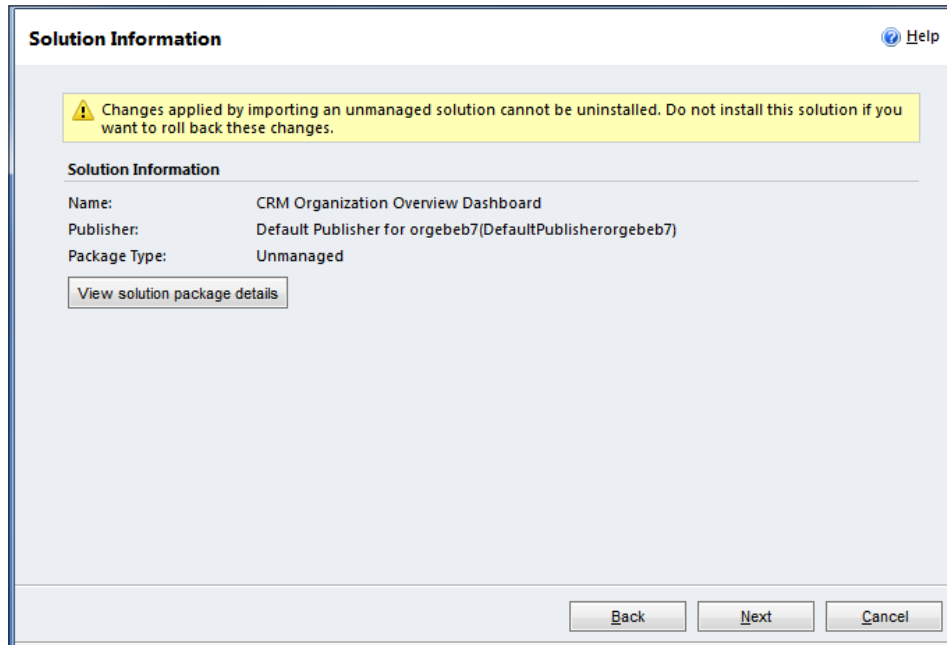 Solution Information
Help
Changes applied by importing an unmanaged solution cannot be uninstalled. Do not install this solution if you
want to roll back these changes.
Solution Information
Name: CRM Organization Overview Dashboard
Publisher: Default Publisher for orgebeb7(DefaultPublisherorgebeb7)
Package Type: Unmanaged
View solution package details
Back Next Cancel